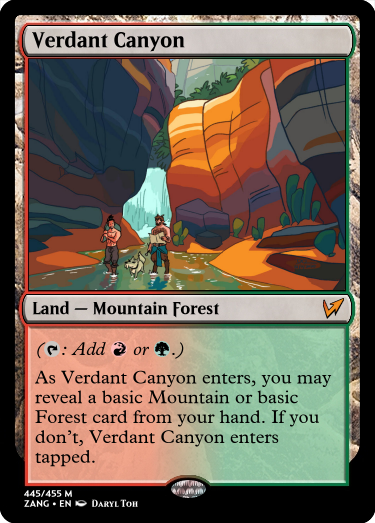 Verdant Canyon
Land — Mountain Forest
(: Add or .)
As Verdant Canyon enters, you may
reveal a basic Mountain or basic
Forest card from your hand. If you
don't, Verdant Canyon enters
tapped.
445/455 M
ZANG • EN Daryl Toh